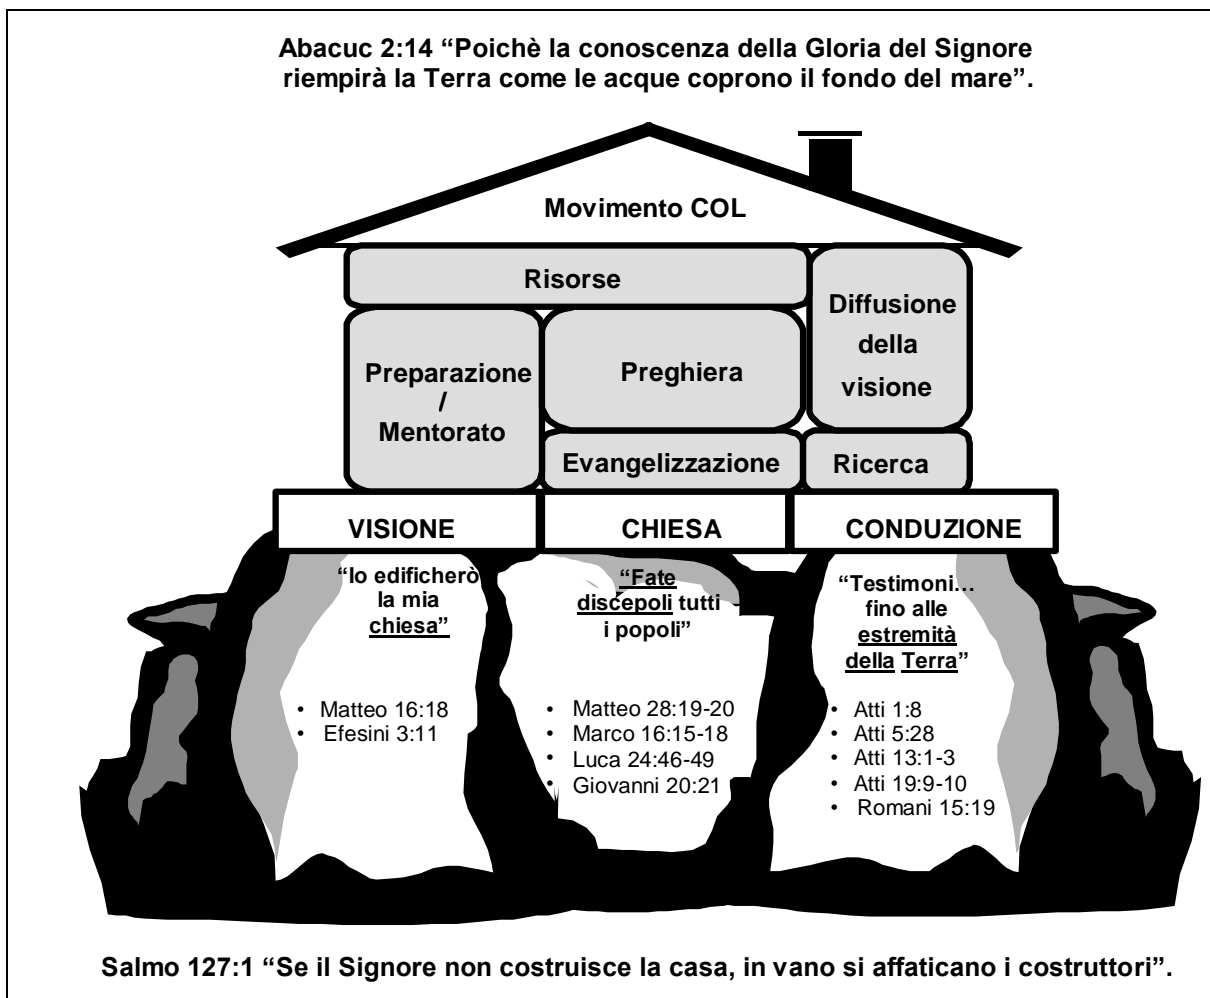 Abacuc 2:14 “Poichè la conoscenza della Gloria del Signore
riempirà la Terra come le acque coprono il fondo del mare”.
Movimento COL
Risorse
Diffusione
della
visione
Preparazione
/
Mentorato
Preghiera
Evangelizzazione
Ricerca
VISIONE
CHIESA
CONDUZIONE
“Io edificherò
la mia
chiesa”
• Matteo 16:18
• Efesini 3:11
“Fate
discepoli tutti
i popoli”
• Matteo 28:19-20
• Marco 16:15-18
• Luca 24:46-49
• Giovanni 20:21
“Testimoni…
fino alle
estremità
della Terra”
• Atti 1:8
• Atti 5:28
• Atti 13:1-3
• Atti 19:9-10
• Romani 15:19
Salmo 127:1 “Se il Signore non costruisce la casa, in vano si affaticano i costruttori”.